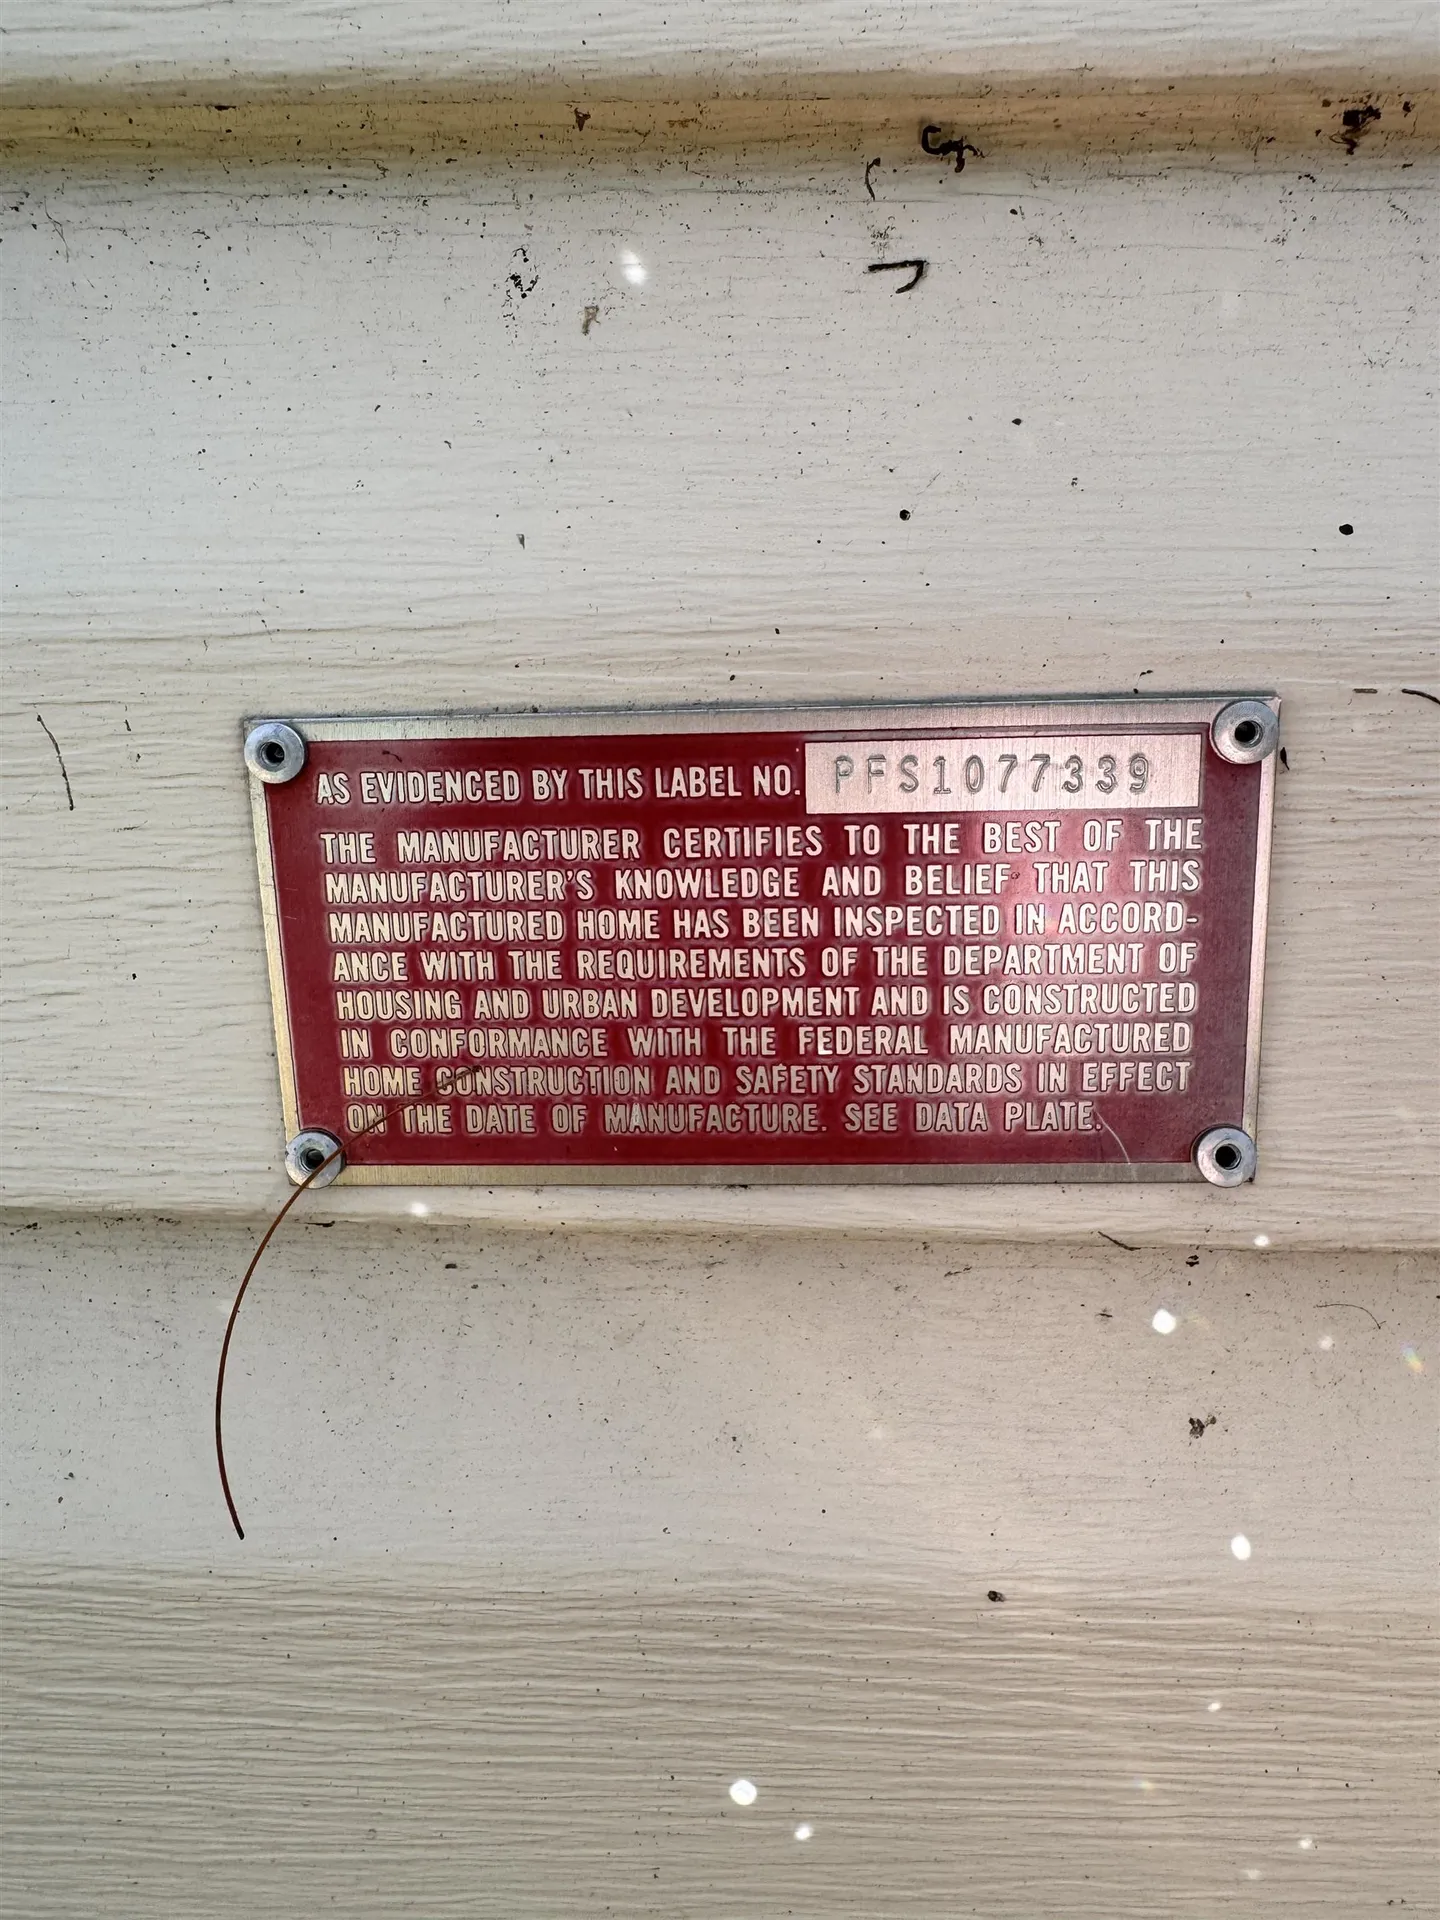 AS EVIDENCED BY THIS LABEL NO. PFS1077339
THE MANUFACTURER CERTIFIES TO THE BEST OF THE
MANUFACTURER'S KNOWLEDGE AND BELIEF THAT THIS
MANUFACTURED HOME HAS BEEN INSPECTED IN ACCORD-
ANCE WITH THE REQUIREMENTS OF THE DEPARTMENT OF
HOUSING AND URBAN DEVELOPMENT AND IS CONSTRUCTED
IN CONFORMANCE WITH THE FEDERAL MANUFACTURED
HOME CONSTRUCTION AND SAFETY STANDARDS IN EFFECT
ON THE DATE OF MANUFACTURE. SEE DATA PLATE.